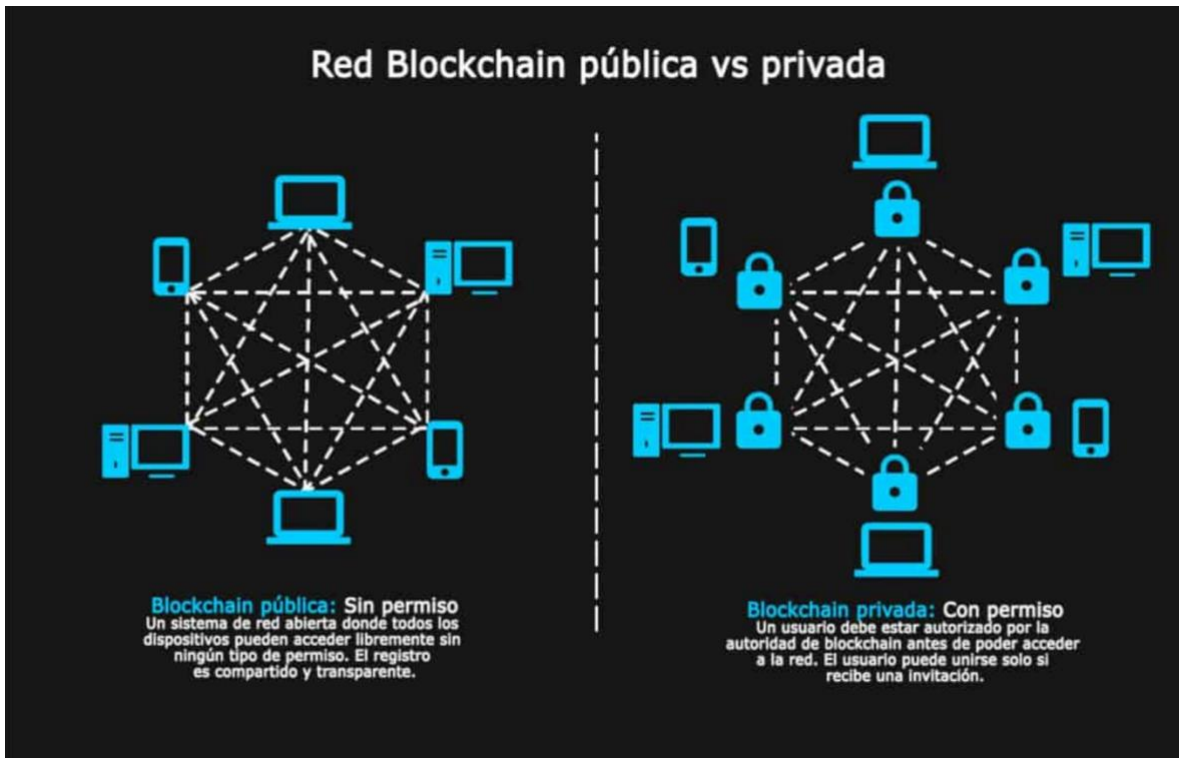 Red Blockchain pública vs privada
Blockchain pública: Sin permiso
Un sistema de red abierta donde todos los
dispositivos pueden acceder libremente sin
ningún tipo de permiso. El registro
es compartido y transparente.
Blockchain privada: Con permiso
Un usuario debe estar autorizado por la
autoridad de blockchain antes de poder acceder
a la red. El usuario puede unirse solo si
recibe una invitación.